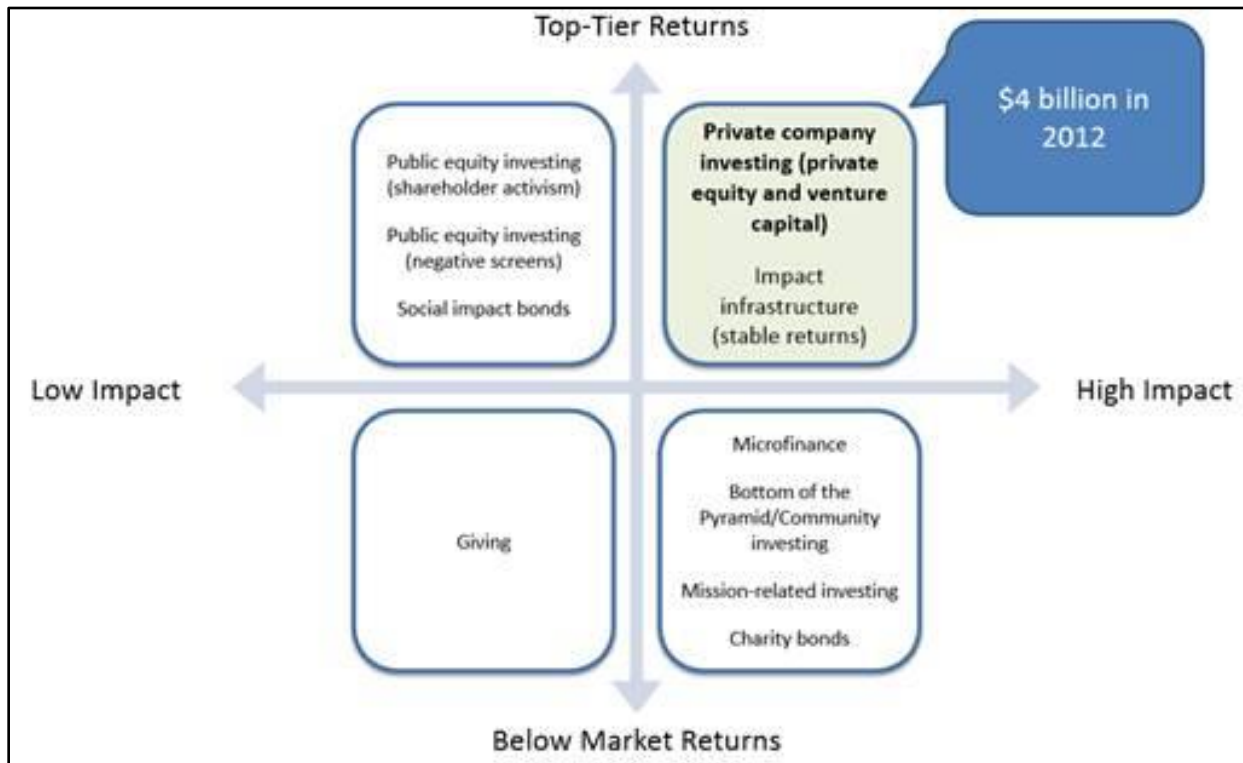 Top-Tier Returns
$4 billion in
2012
Public equity investing
(shareholder activism)
Public equity investing
(negative screens)
Social impact bonds
Private company
investing (private
equity and venture
capital)
Impact
infrastructure
(stable returns)
Low Impact
High Impact
Giving
Microfinance
Bottom of the
Pyramid/Community
investing
Mission-related investing
Charity bonds
Below Market Returns